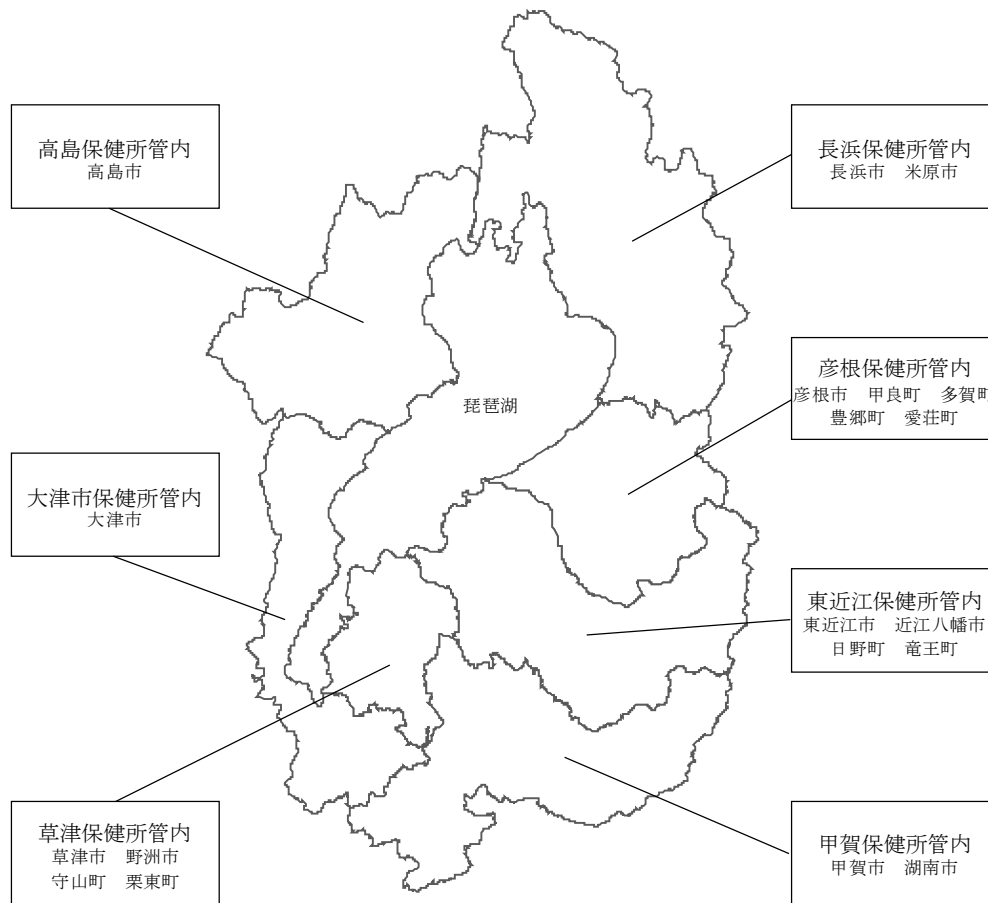 高島保健所管内
高島市
長浜保健所管内
長浜市　米原市
彦根保健所管内
彦根市　甲良町　多賀町
豊郷町　愛荘町
琵琶湖
大津市保健所管内
大津市
東近江保健所管内
東近江市　近江八幡市
日野町　竜王町
草津保健所管内
草津市　野洲市
守山町　栗東町
甲賀保健所管内
甲賀市　湖南市